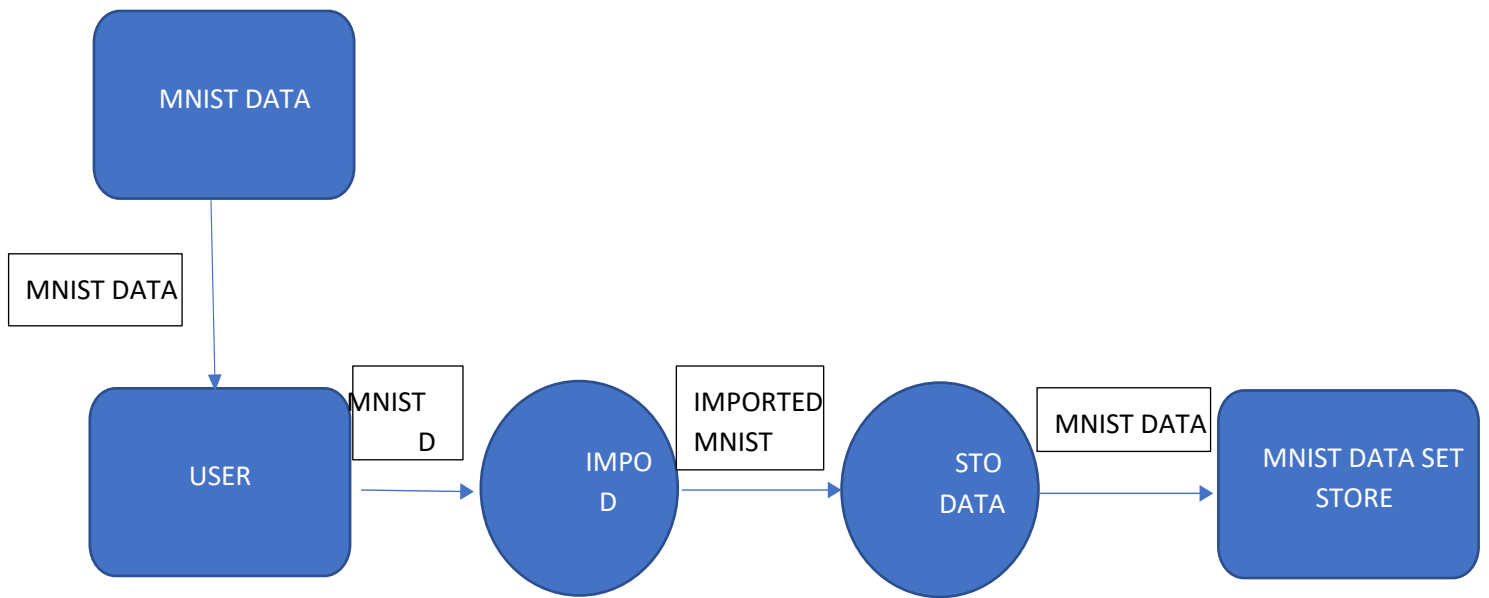 MNIST DATA
MNIST DATA
MNIST
D
IMPORTED
MNIST
MNIST DATA
USER
IMPO
D
STO
DATA
MNIST DATA SET
STORE